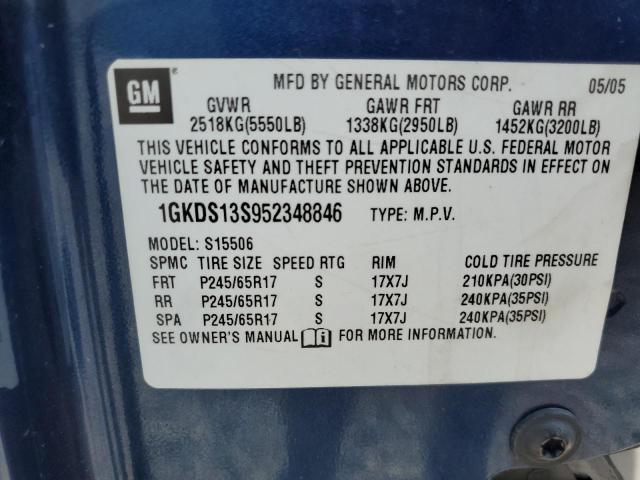 GM ® MFD BY GENERAL MOTORS CORP. 05/05
GVWR GAWR FRT GAWR RR
2518KG(5550LB) 1338KG(2950LB) 1452KG(3200LB)
THIS VEHICLE CONFORMS TO ALL APPLICABLE U.S. FEDERAL MOTOR
VEHICLE SAFETY AND THEFT PREVENTION STANDARDS IN EFFECT ON
THE DATE OF MANUFACTURE SHOWN ABOVE.
1GKDS13S952348846 TYPE: M.P.V.
MODEL: S15506
SPMC TIRE SIZE SPEED RTG RIM COLD TIRE PRESSURE
FRT P245/65R17 S 17X7J 210KPA(30PSI)
RR P245/65R17 S 17X7J 240KPA(35PSI)
SPA P245/65R17 S 17X7J 240KPA(35PSI)
SEE OWNER'S MANUAL i FOR MORE INFORMATION.